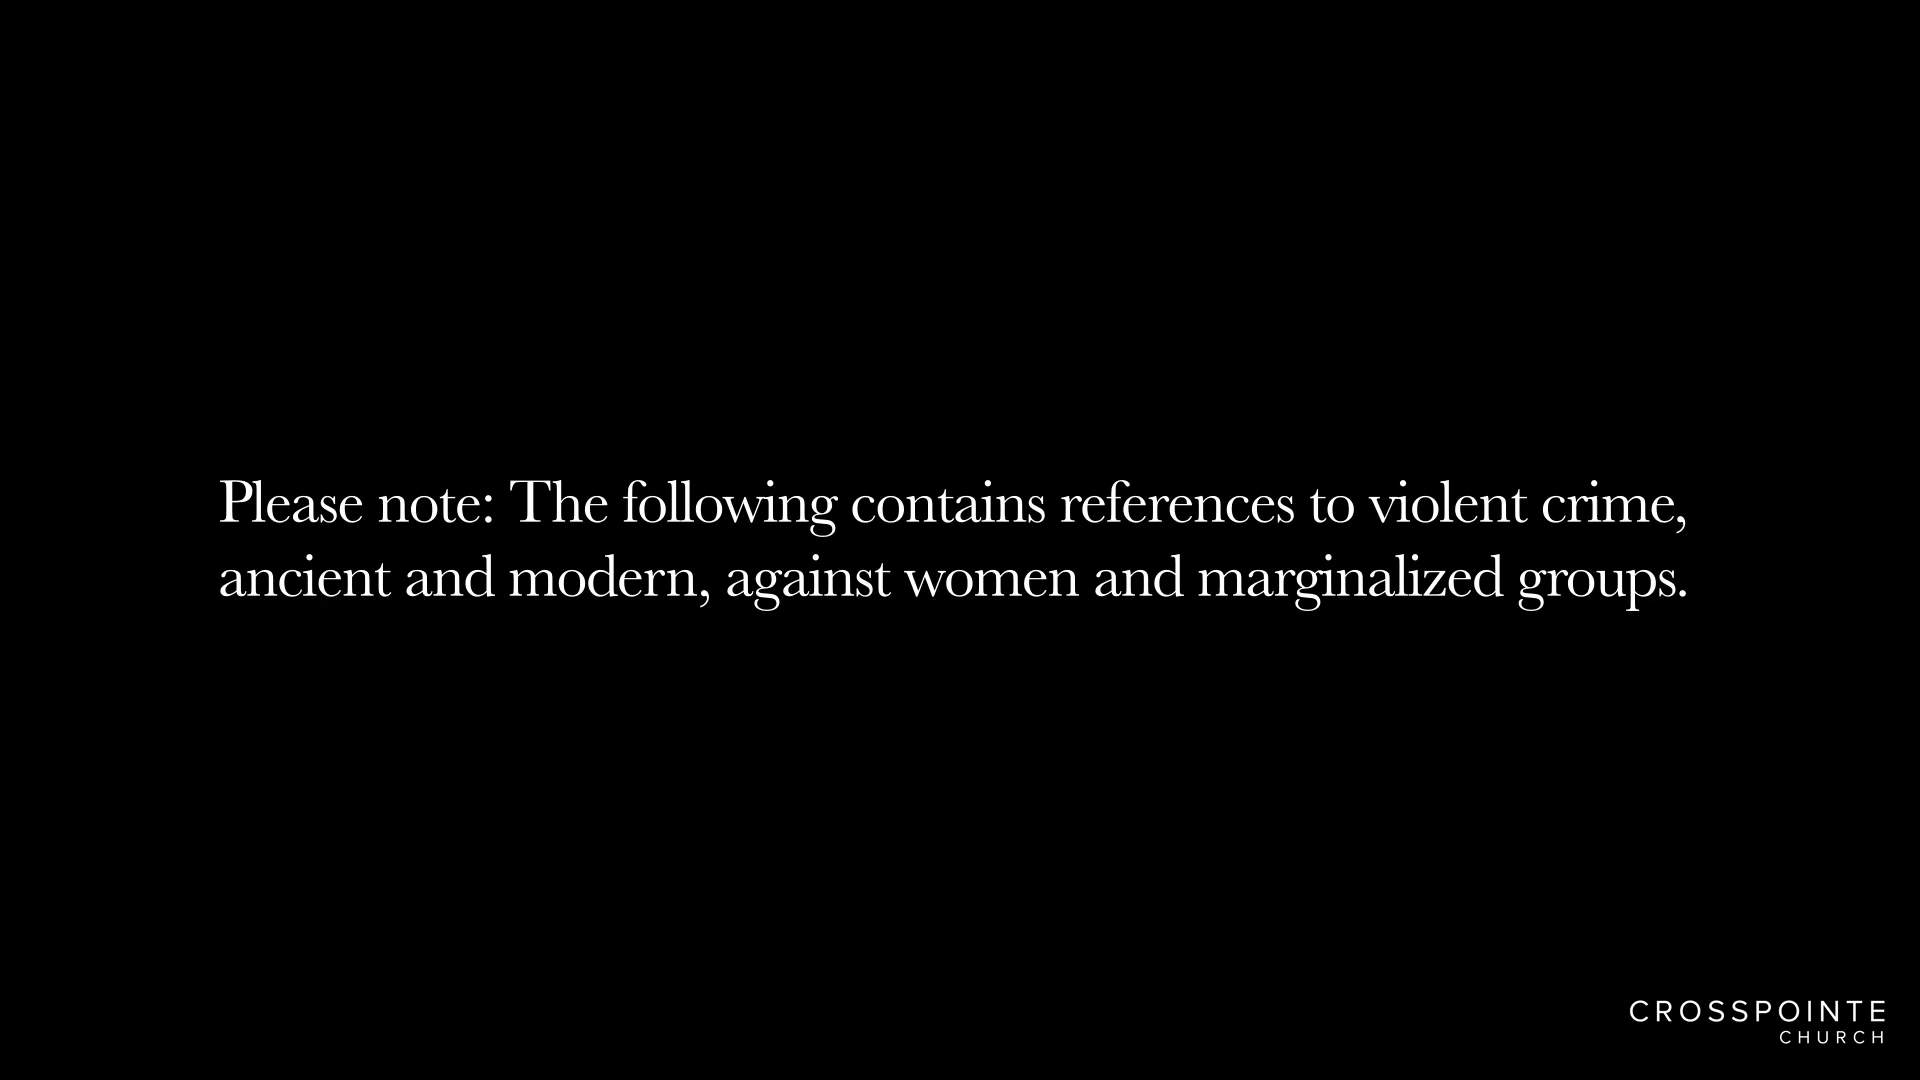 Please note: The following contains references to violent crime,
ancient and modern, against women and marginalized groups.
CROSSPOINTE
CHURCH